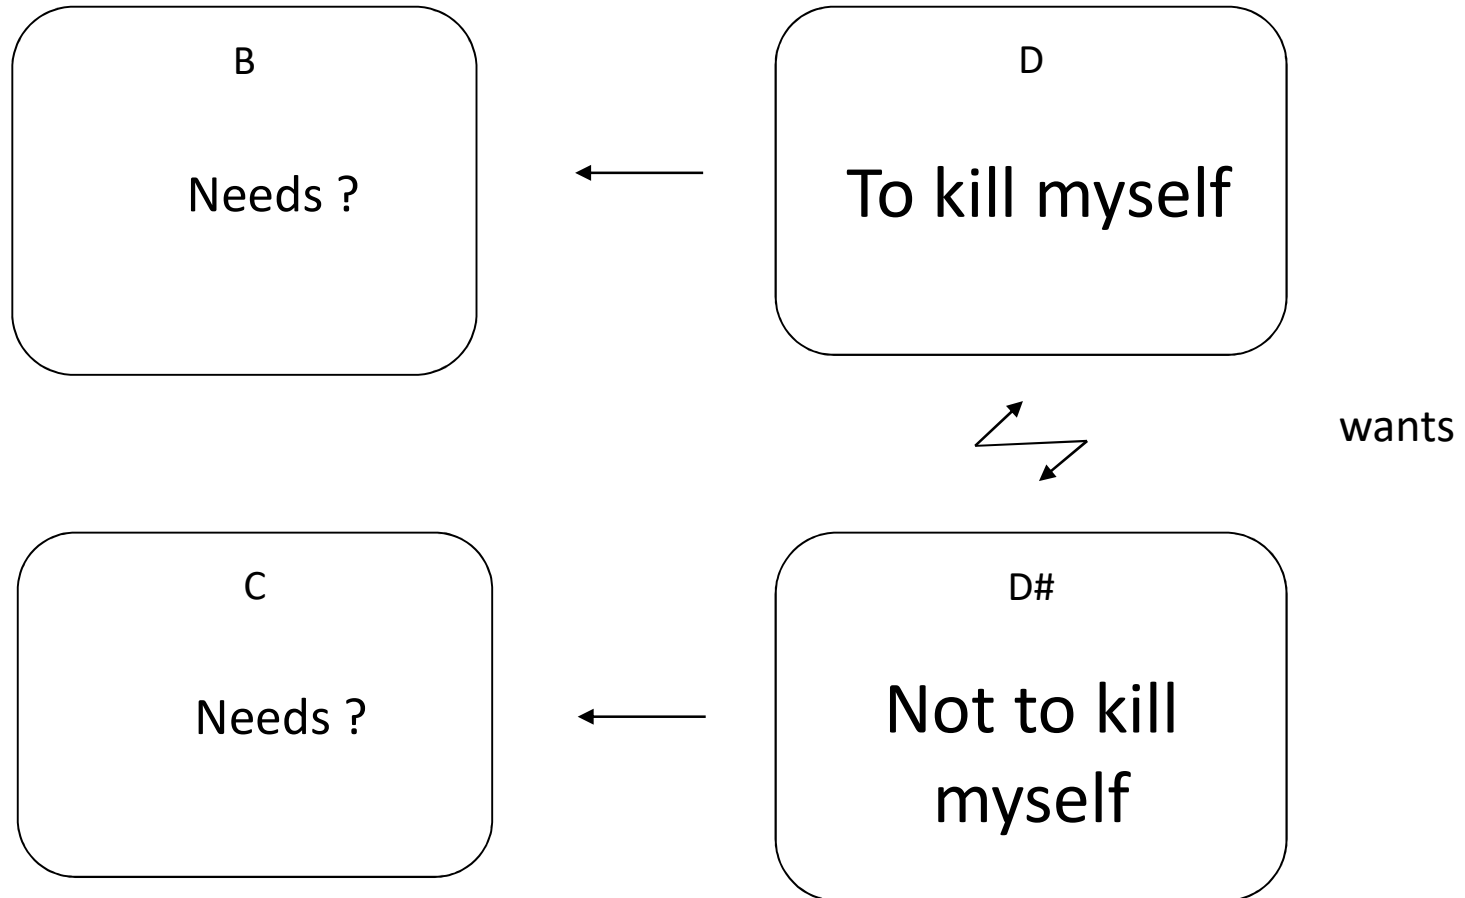 B
D
Needs ?
To kill myself
wants
C
D#
Needs ?
Not to kill
myself